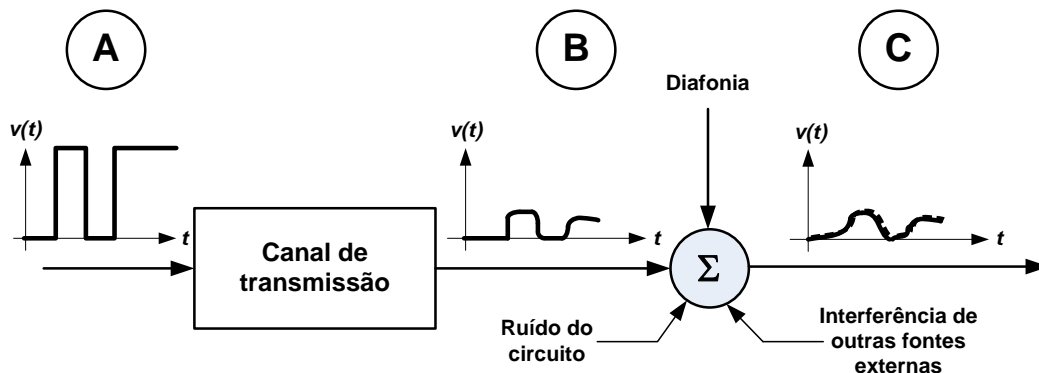 A
B
C
Diafonia
v(t)
t
v(t)
t
v(t)
t
Canal de
transmissão
Σ
Ruído do
circuito
Interferência de
outras fontes
externas